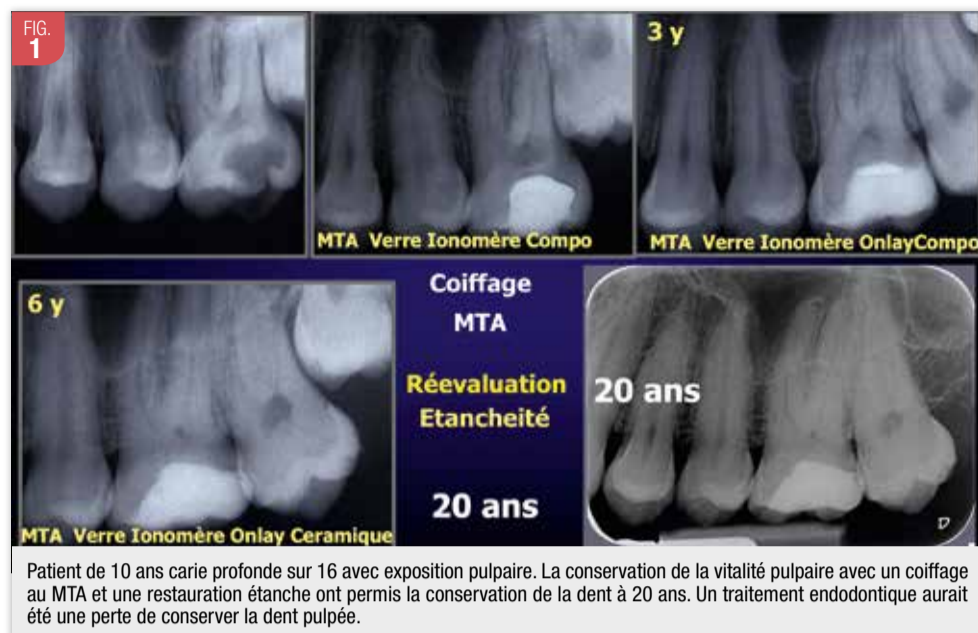 FIG.
1
3 y
MTA Verre Ionomère Compo
MTA Verre Ionomère OnlayCompo
6 y
MTA Verre Ionomère Onlay Ceramique
Coiffage
MTA
Réevaluation
Etancheité
20 ans
20 ans
D
Patient de 10 ans carie profonde sur 16 avec exposition pulpaire. La conservation de la vitalité pulpaire avec un coiffage
au MTA et une restauration étanche ont permis la conservation de la dent à 20 ans. Un traitement endodontique aurait
été une perte de conserver la dent pulpée.